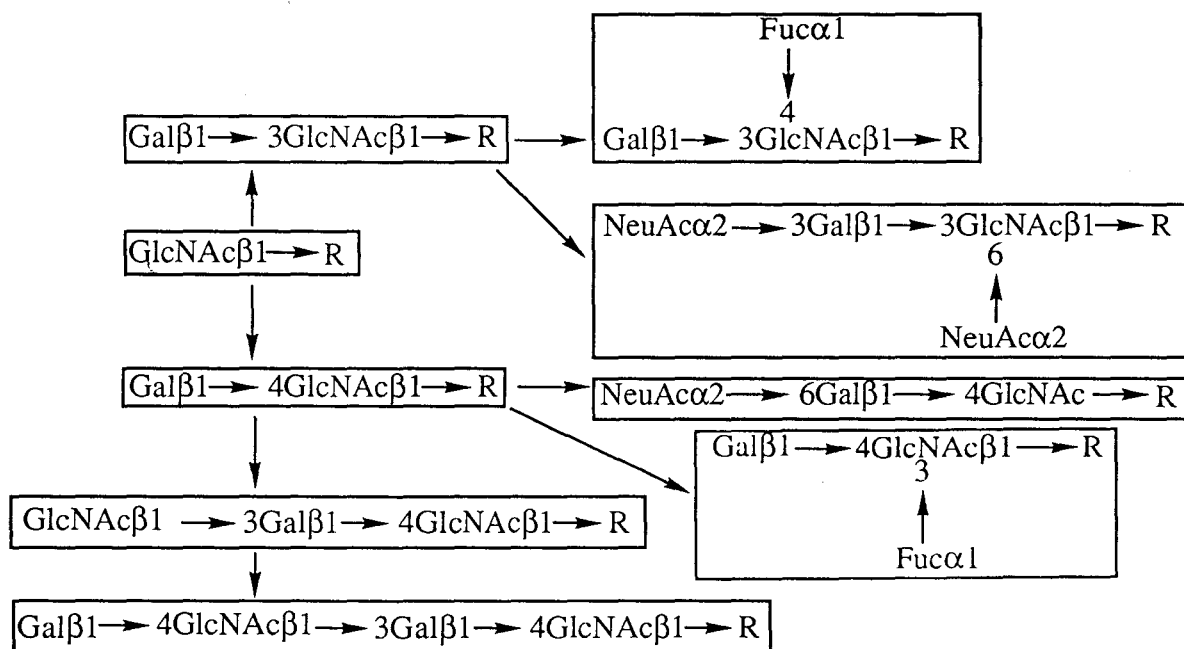 Fucα1
4
Galβ1→3GlcNAcβ1→R
Galβ1→3GlcNAcβ1→R
NeuAcα2→3Galβ1→3GlcNAcβ1→R
6
NeuAcα2
GlcNAcβ1→R
Galβ1→4GlcNAcβ1→R
NeuAcα2→6Galβ1→4GlcNAc→R
Galβ1→4GlcNAcβ1→R
3
Fucα1
GlcNAcβ1→3Galβ1→4GlcNAcβ1→R
Galβ1→4GlcNAcβ1→3Galβ1→4GlcNAcβ1→R